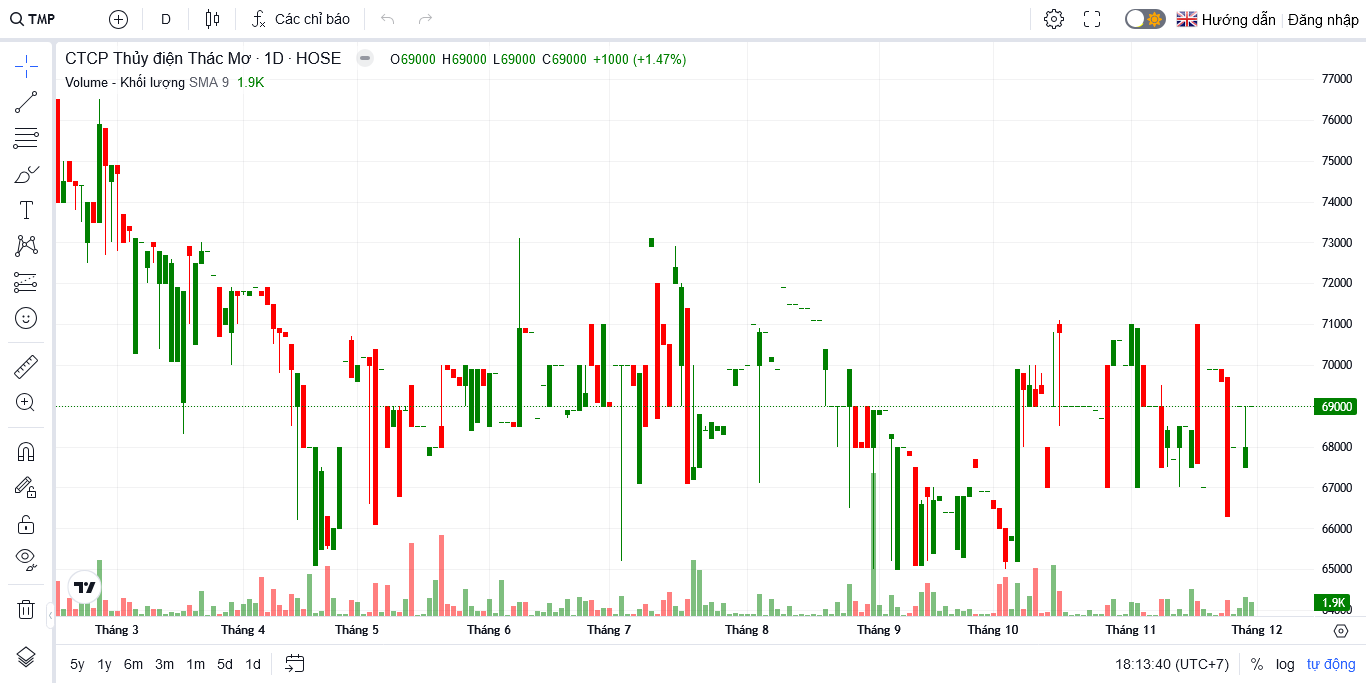 TMP D Các chỉ báo Hướng dẫn Đăng nhập
CTCP Thủy điện Thác Mơ · 1D · HOSE O69000 H69000 L69000 C69000 +1000 (+1.47%)
Volume - Khối lượng SMA 9 1.9K
77000
76000
75000
74000
73000
72000
71000
70000
69000
68000
67000
66000
65000
1.9K
Tháng 3 Tháng 4 Tháng 5 Tháng 6 Tháng 7 Tháng 8 Tháng 9 Tháng 10 Tháng 11 Tháng 12
5y 1y 6m 3m 1m 5d 1d 18:13:40 (UTC+7) % log tự động